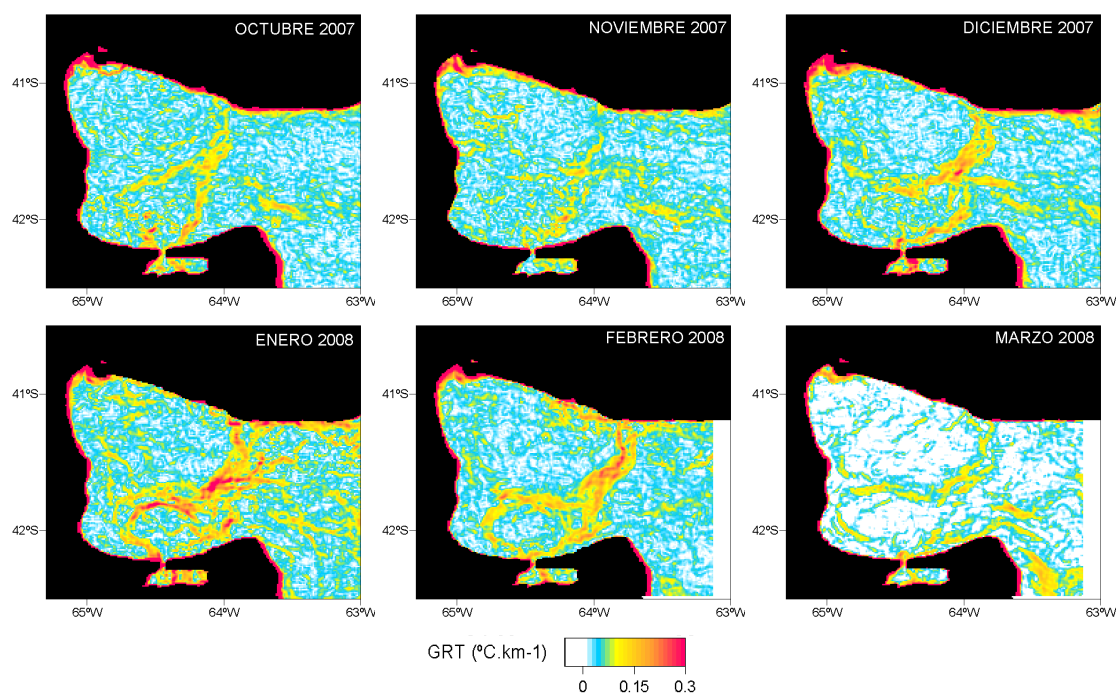 OCTUBRE 2007
NOVIEMBRE 2007
DICIEMBRE 2007
41ºS
41ºS
41ºS
42ºS
42ºS
42ºS
65ºW
64ºW
63ºW
65ºW
64ºW
63ºW
65ºW
64ºW
63ºW
ENERO 2008
FEBRERO 2008
MARZO 2008
41ºS
41ºS
41ºS
42ºS
42ºS
42ºS
65ºW
64ºW
63ºW
65ºW
64ºW
63ºW
65ºW
64ºW
63ºW
GRT (ºC.km-1)
0
0.15
0.3